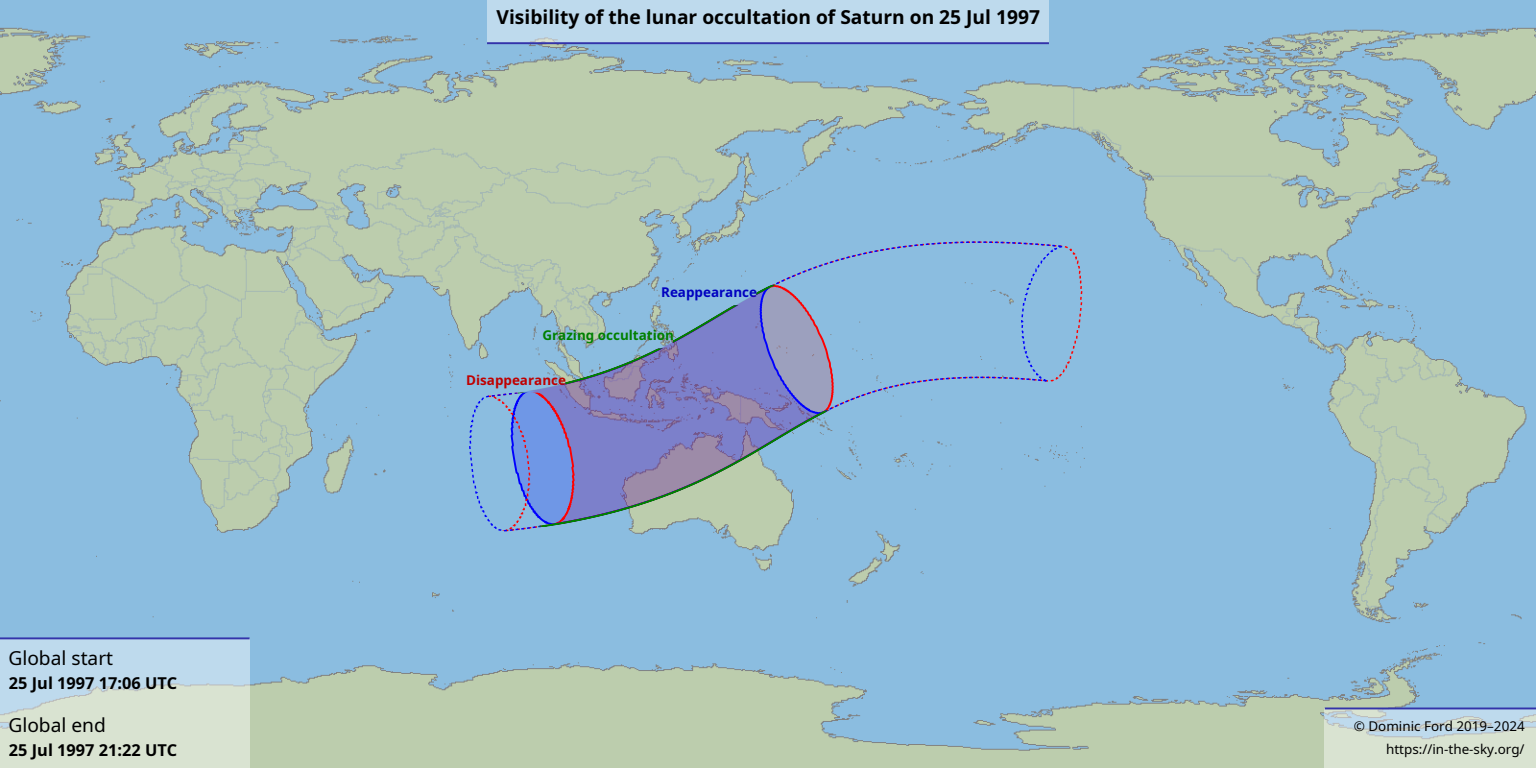 Visibility of the lunar occultation of Saturn on 25 Jul 1997
Reappearance
Grazing occultation
Disappearance
Global start
25 Jul 1997 17:06 UTC
Global end
25 Jul 1997 21:22 UTC
© Dominic Ford 2019–2024
https://in-the-sky.org/